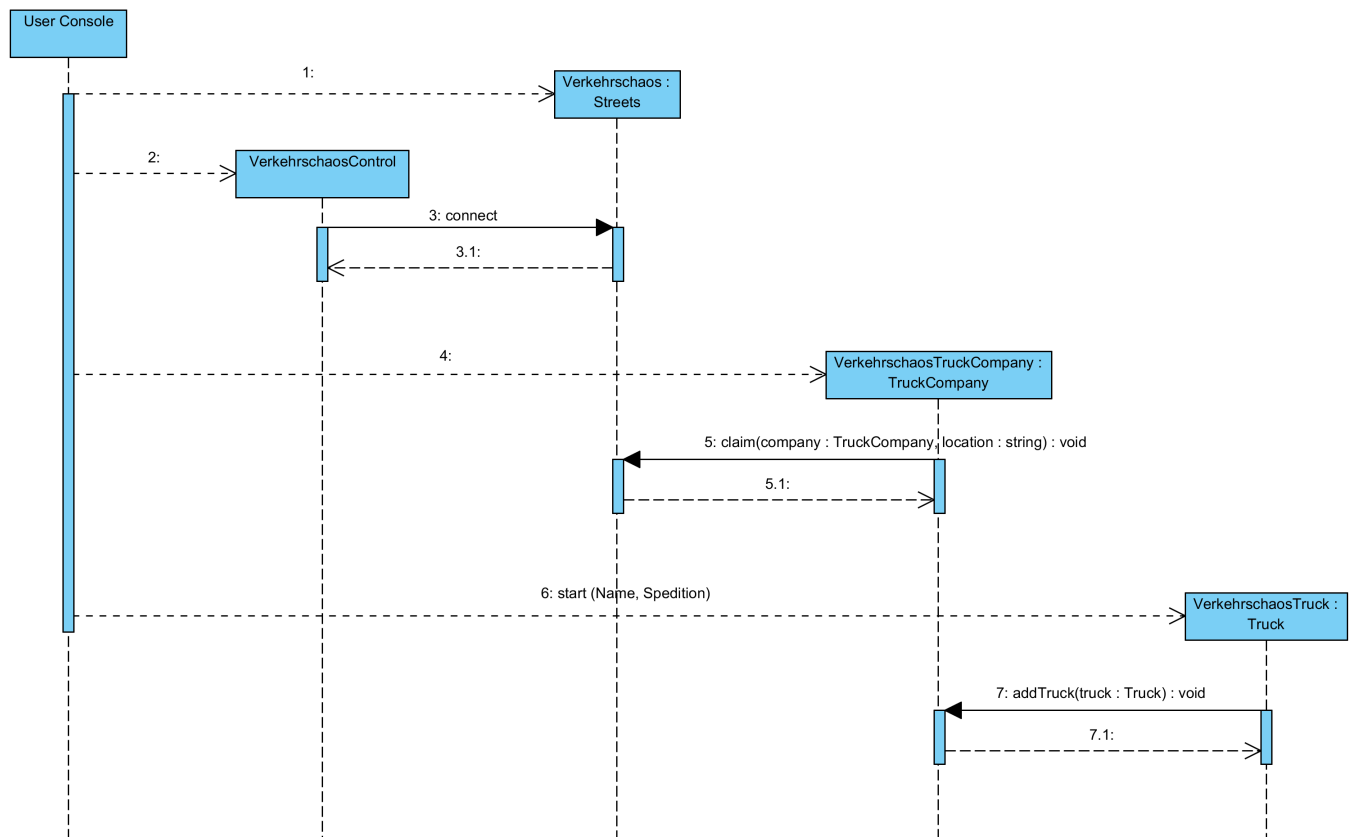 User Console
1:
Verkehrschaos :
Streets
2:
VerkehrschaosControl
3: connect
3.1:
4:
VerkehrschaosTruckCompany :
TruckCompany
5: claim(company : TruckCompany, location : string) : void
5.1:
6: start (Name, Spedition)
VerkehrschaosTruck :
Truck
7: addTruck(truck : Truck) : void
7.1: